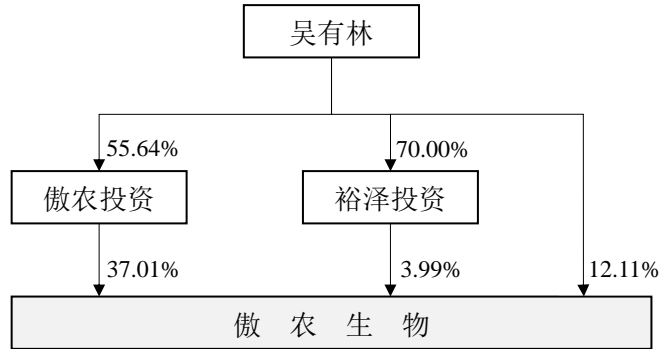 吴有林
55.64%
70.00%
傲农投资
裕泽投资
37.01%
3.99%
12.11%
傲 农 生 物